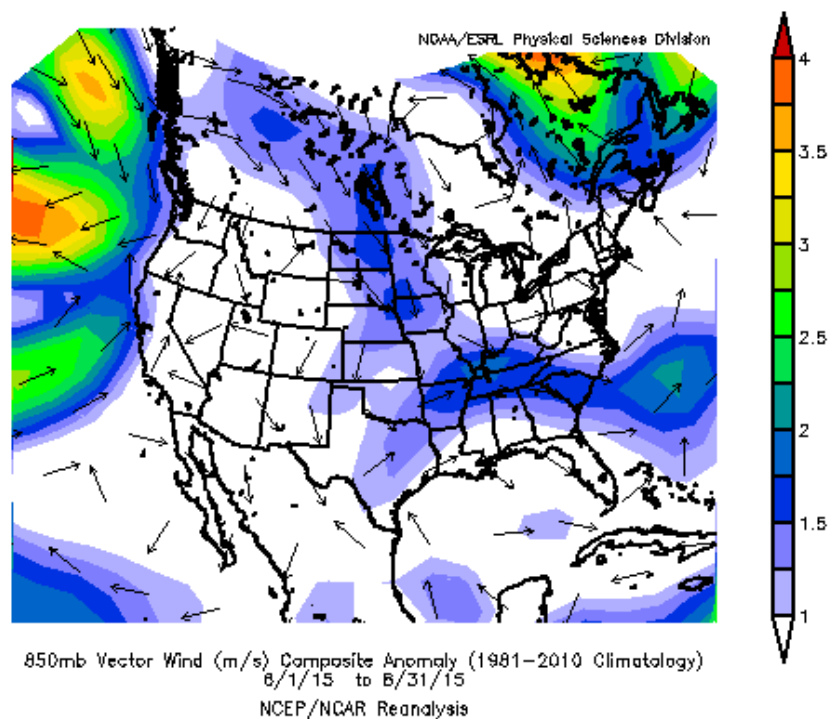 NOAA/ESRL Physical Sciences Division
4
3.5
3
2.5
2
1.5
1
850mb Vector Wind (m/s) Composite Anomaly (1981-2010 Climatology)
6/1/15 to 8/31/15
NCEP/NCAR Reanalysis